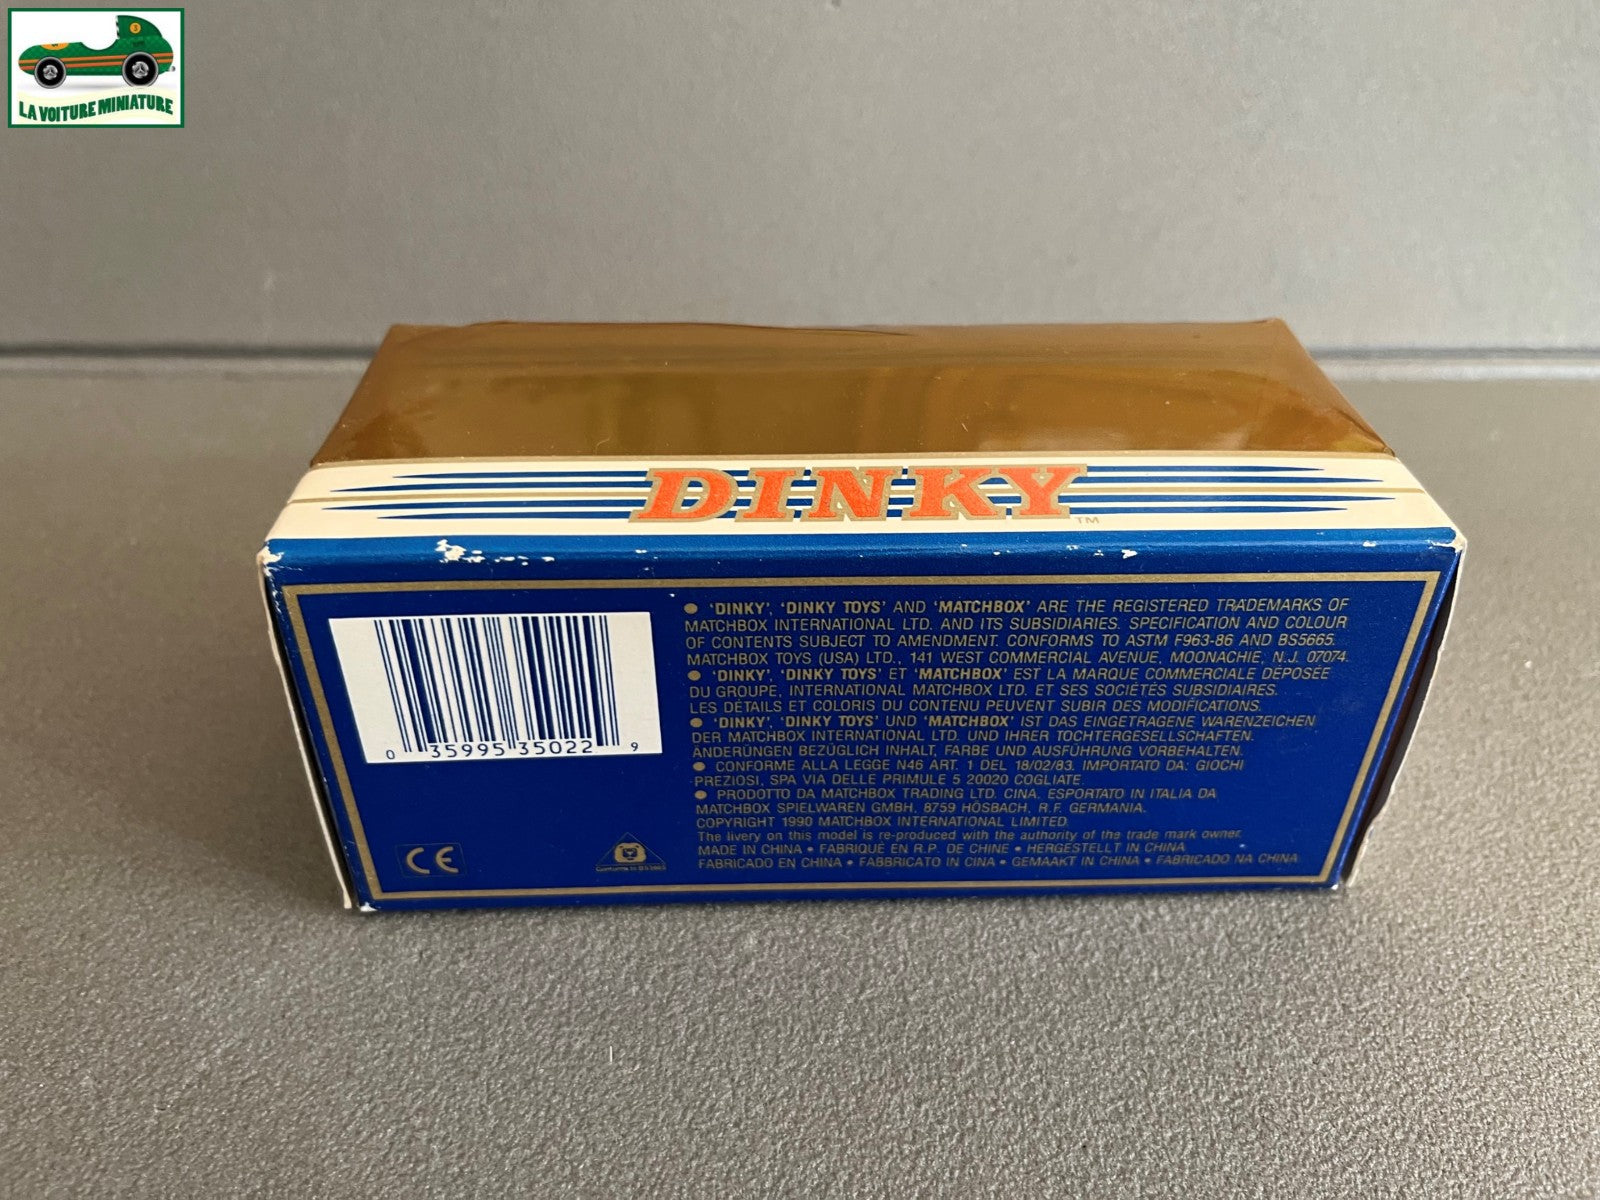 LA VOITURE MINIATURE
DINKY
TM
● 'DINKY', 'DINKY TOYS' AND 'MATCHBOX' ARE THE REGISTERED TRADEMARKS OF
MATCHBOX INTERNATIONAL LTD. AND ITS SUBSIDIARIES. SPECIFICATION AND COLOUR
OF CONTENTS SUBJECT TO AMENDMENT. CONFORMS TO ASTM F963-86 AND BS5665.
MATCHBOX TOYS (USA) LTD., 141 WEST COMMERCIAL AVENUE, MOONACHIE, N.J. 07074.
● 'DINKY', 'DINKY TOYS' ET 'MATCHBOX' EST LA MARQUE COMMERCIALE DÉPOSÉE
DU GROUPE, INTERNATIONAL MATCHBOX LTD. ET SES SOCIÉTÉS SUBSIDIAIRES.
LES DÉTAILS ET COLORIS DU CONTENU PEUVENT SUBIR DES MODIFICATIONS.
● 'DINKY', 'DINKY TOYS' UND 'MATCHBOX' IST DAS EINGETRAGENE WARENZEICHEN
DER MATCHBOX INTERNATIONAL LTD. UND IHRER TOCHTERGESELLSCHAFTEN.
ÄNDERÜNGEN BEZÜGLICH INHALT, FARBE UND AUSFÜHRUNG VORBEHALTEN.
● CONFORME ALLA LEGGE N46 ART. 1 DEL 18/02/83. IMPORTATO DA: GIOCHI
PREZIOSI, SPA VIA DELLE PRIMULE 5 20020 COGLIATE.
● PRODOTTO DA MATCHBOX TRADING LTD. CINA. ESPORTATO IN ITALIA DA
MATCHBOX SPIELWAREN GMBH. 8759 HÖSBACH, R.F. GERMANIA.
COPYRIGHT 1990 MATCHBOX INTERNATIONAL LIMITED.
The livery on this model is re-produced with the authority of the trade mark owner.
MADE IN CHINA • FABRIQUÉ EN R.P. DE CHINE • HERGESTELLT IN CHINA
FABRICADO EN CHINA • FABBRICATO IN CINA • GEMAAKT IN CHINA • FABRICADO NA CHINA
0 35995 35022 9
CE
Conforms to BS 5665